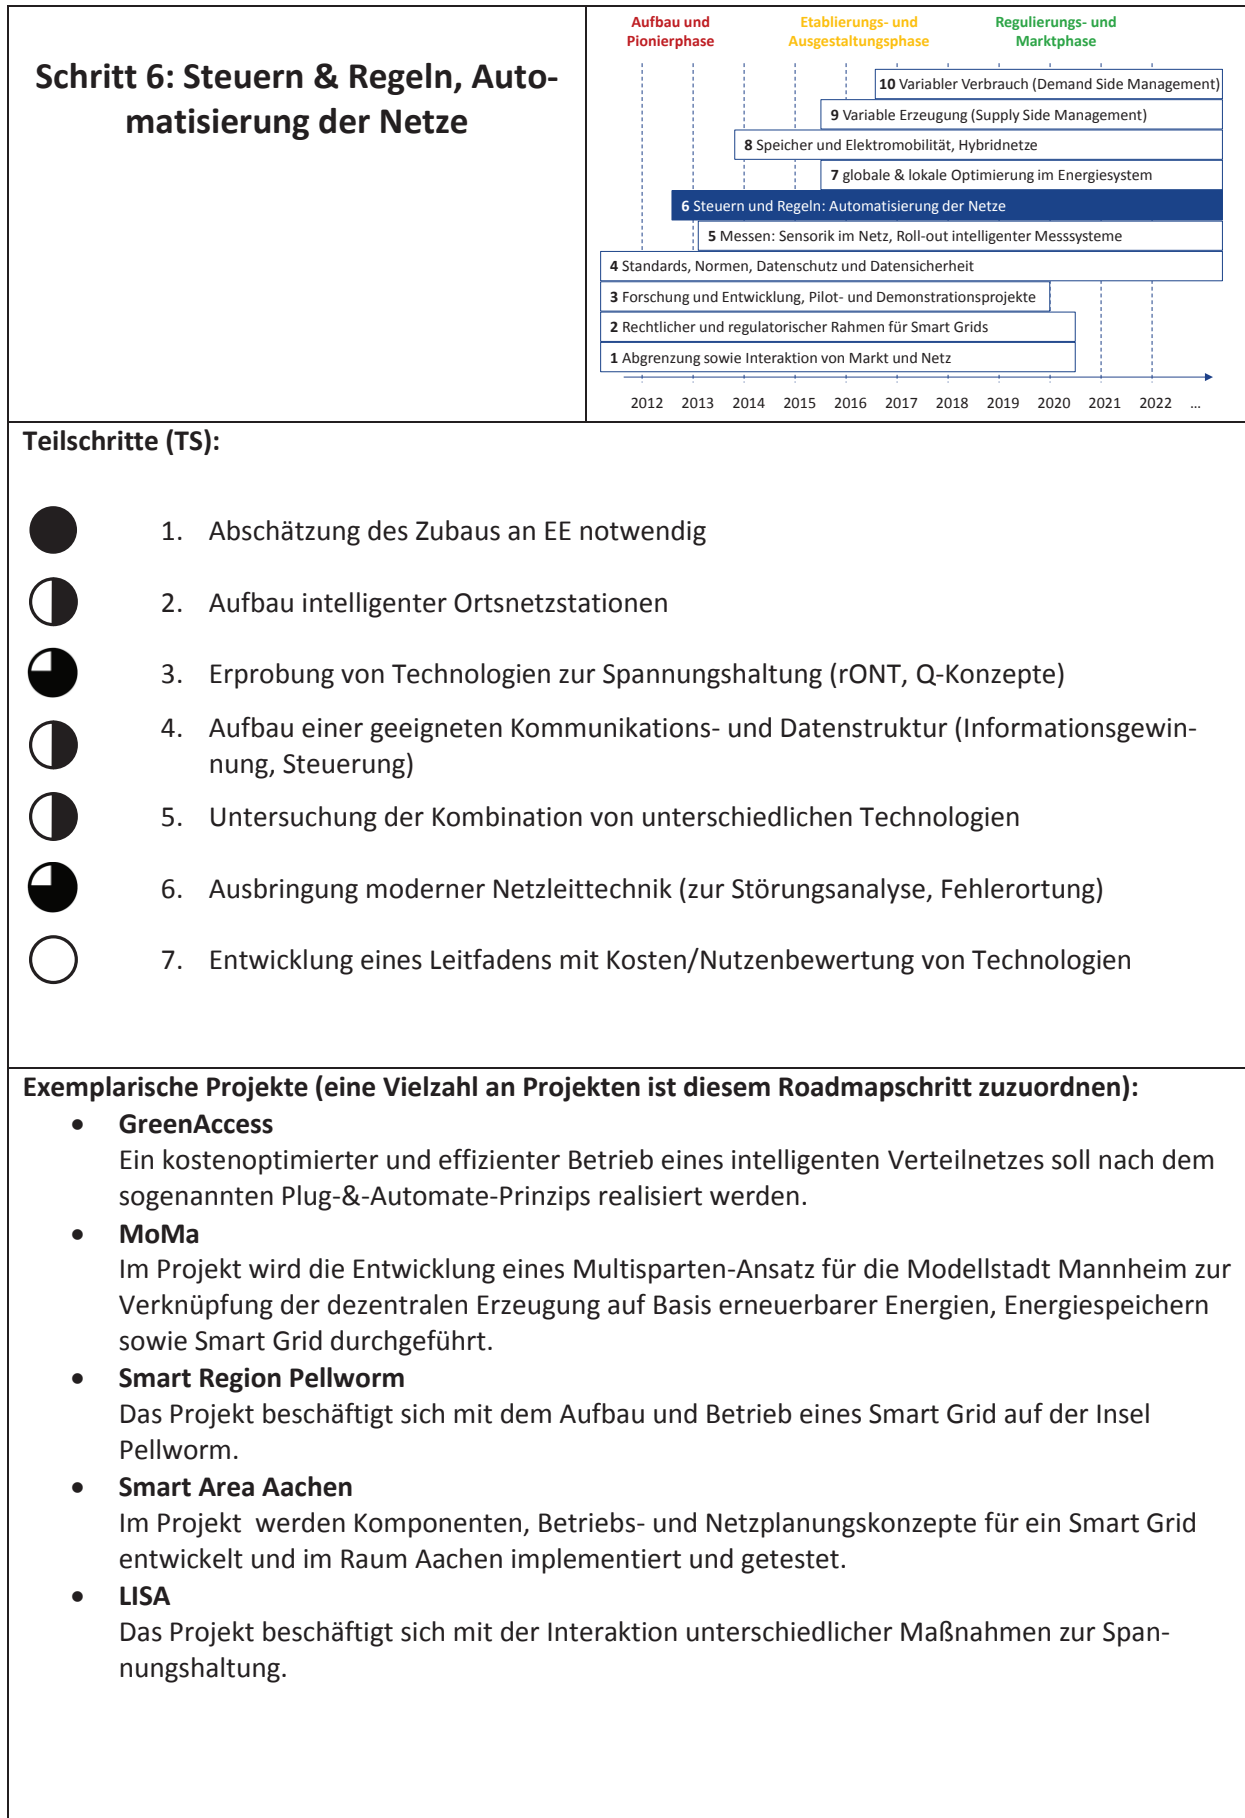 Schritt 6: Steuern & Regeln, Auto-
matisierung der Netze
Aufbau und
Pionierphase
Etablierungs- und
Ausgestaltungsphase
Regulierungs- und
Marktphase
10 Variabler Verbrauch (Demand Side Management)
9 Variable Erzeugung (Supply Side Management)
8 Speicher und Elektromobilität, Hybridnetze
7 globale & lokale Optimierung im Energiesystem
6 Steuern und Regeln: Automatisierung der Netze
5 Messen: Sensorik im Netz, Roll-out intelligenter Messsysteme
4 Standards, Normen, Datenschutz und Datensicherheit
3 Forschung und Entwicklung, Pilot- und Demonstrationsprojekte
2 Rechtlicher und regulatorischer Rahmen für Smart Grids
1 Abgrenzung sowie Interaktion von Markt und Netz
2012 2013 2014 2015 2016 2017 2018 2019 2020 2021 2022 ...
Teilschritte (TS):
1. Abschätzung des Zubaus an EE notwendig
2. Aufbau intelligenter Ortsnetzstationen
3. Erprobung von Technologien zur Spannungshaltung (rONT, Q-Konzepte)
4. Aufbau einer geeigneten Kommunikations- und Datenstruktur (Informationsgewin-
nung, Steuerung)
5. Untersuchung der Kombination von unterschiedlichen Technologien
6. Ausbringung moderner Netzleittechnik (zur Störungsanalyse, Fehlerortung)
7. Entwicklung eines Leitfadens mit Kosten/Nutzenbewertung von Technologien
Exemplarische Projekte (eine Vielzahl an Projekten ist diesem Roadmapschritt zuzuordnen):
• GreenAccess
Ein kostenoptimierter und effizienter Betrieb eines intelligenten Verteilnetzes soll nach dem
sogenannten Plug-&-Automate-Prinzips realisiert werden.
• MoMa
Im Projekt wird die Entwicklung eines Multisparten-Ansatz für die Modellstadt Mannheim zur
Verknüpfung der dezentralen Erzeugung auf Basis erneuerbarer Energien, Energiespeichern
sowie Smart Grid durchgeführt.
• Smart Region Pellworm
Das Projekt beschäftigt sich mit dem Aufbau und Betrieb eines Smart Grid auf der Insel
Pellworm.
• Smart Area Aachen
Im Projekt werden Komponenten, Betriebs- und Netzplanungskonzepte für ein Smart Grid
entwickelt und im Raum Aachen implementiert und getestet.
• LISA
Das Projekt beschäftigt sich mit der Interaktion unterschiedlicher Maßnahmen zur Span-
nungshaltung.